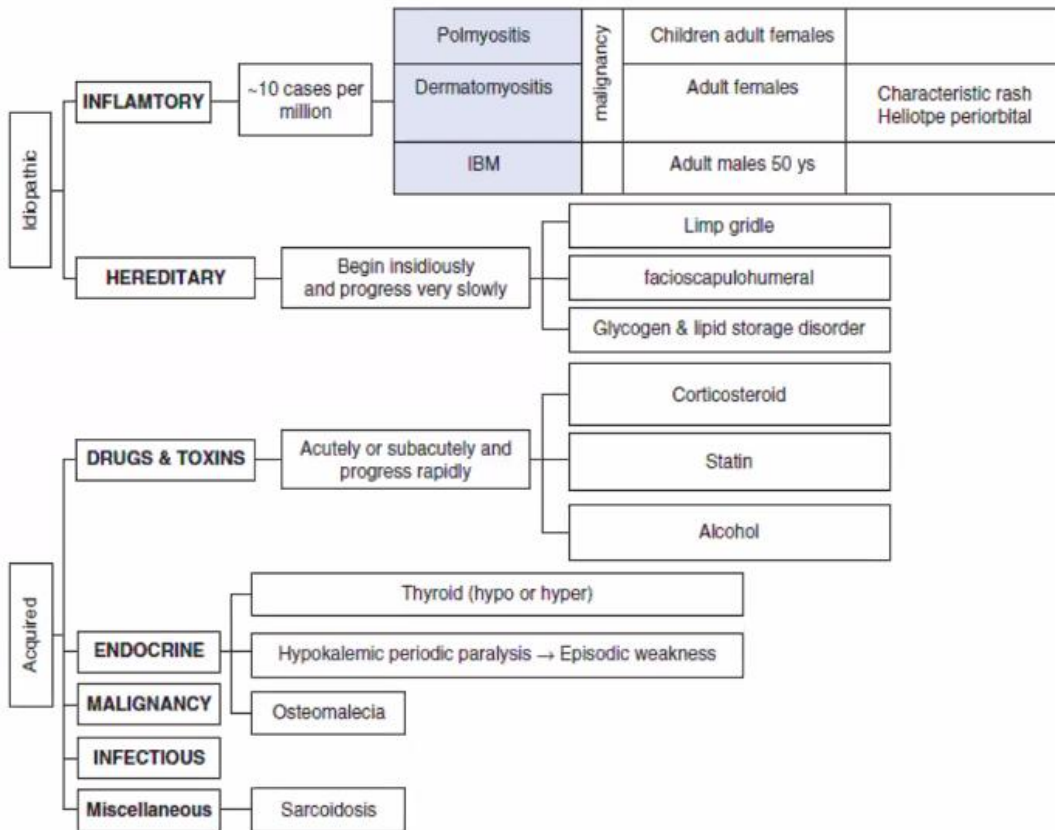 Idiopathic
INFLAMTORY
~10 cases per
million
Polmyositis
malignancy
Children adult females
Dermatomyositis
Adult females
Characteristic rash
Heliotpe periorbital
IBM
Adult males 50 ys
HEREDITARY
Begin insidiously
and progress very slowly
Limp gridle
facioscapulohumeral
Glycogen & lipid storage disorder
Acquired
DRUGS & TOXINS
Acutely or subacutely and
progress rapidly
Corticosteroid
Statin
Alcohol
ENDOCRINE
Thyroid (hypo or hyper)
Hypokalemic periodic paralysis → Episodic weakness
Osteomalecia
MALIGNANCY
INFECTIOUS
Miscellaneous
Sarcoidosis